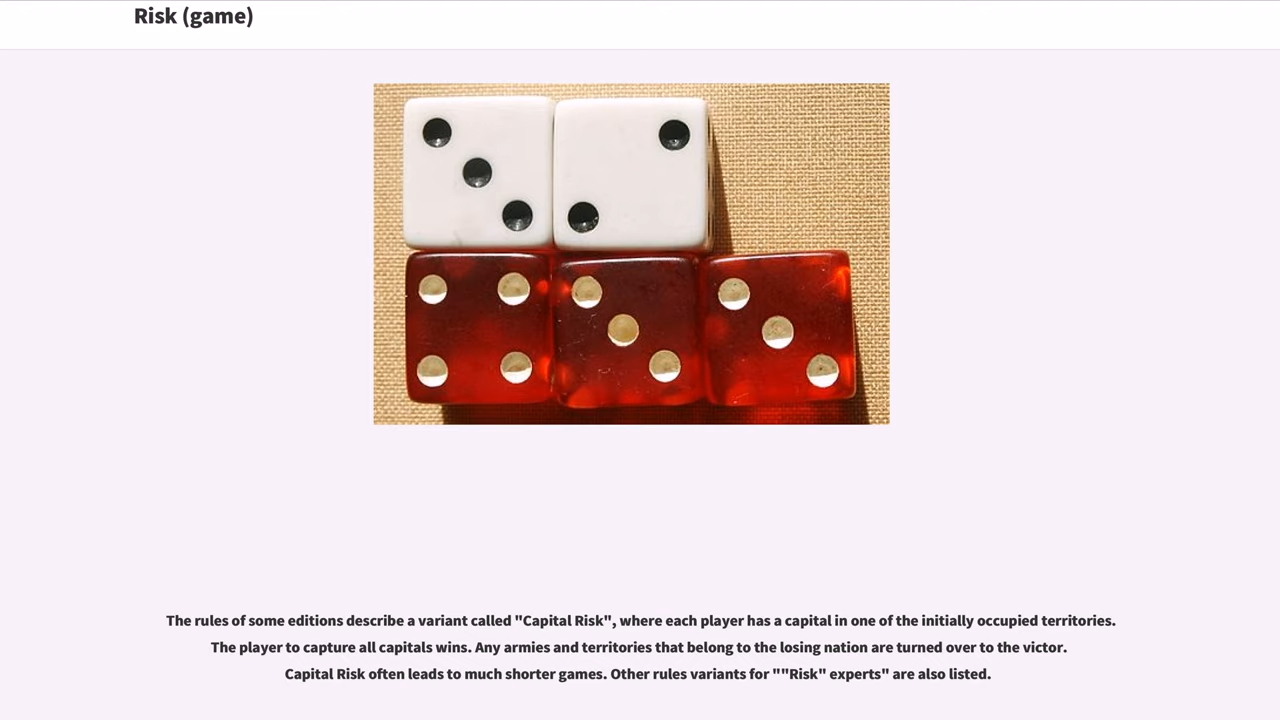 Risk (game)
The rules of some editions describe a variant called "Capital Risk", where each player has a capital in one of the initially occupied territories.
The player to capture all capitals wins. Any armies and territories that belong to the losing nation are turned over to the victor.
Capital Risk often leads to much shorter games. Other rules variants for ""Risk" experts" are also listed.